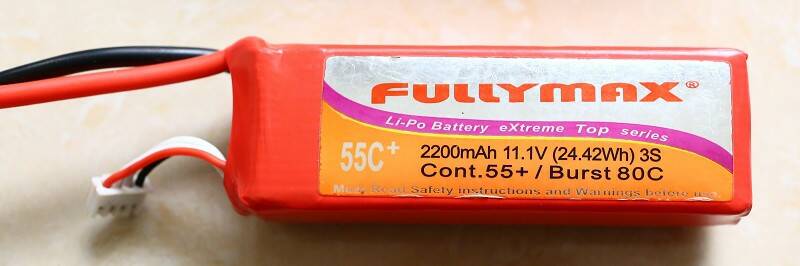 FULLYMAX®
Li-Po Battery eXtreme Top series
55C+
2200mAh 11.1V (24.42Wh) 3S
Cont.55+ / Burst 80C
Must Read Safety instructions and Warnings before use